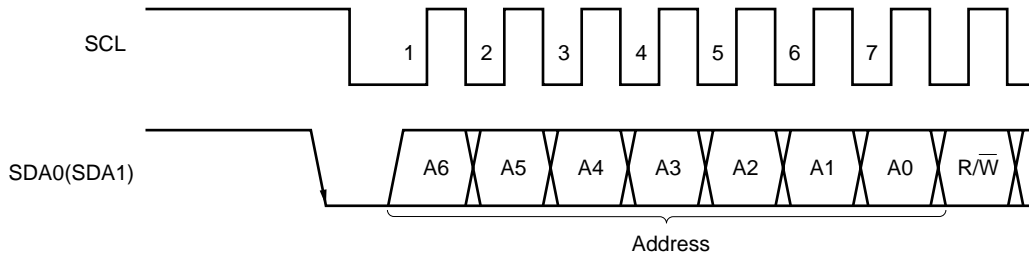 SCL 1 2 3 4 5 6 7
SDA0(SDA1) A6 A5 A4 A3 A2 A1 A0 R/W̅
Address